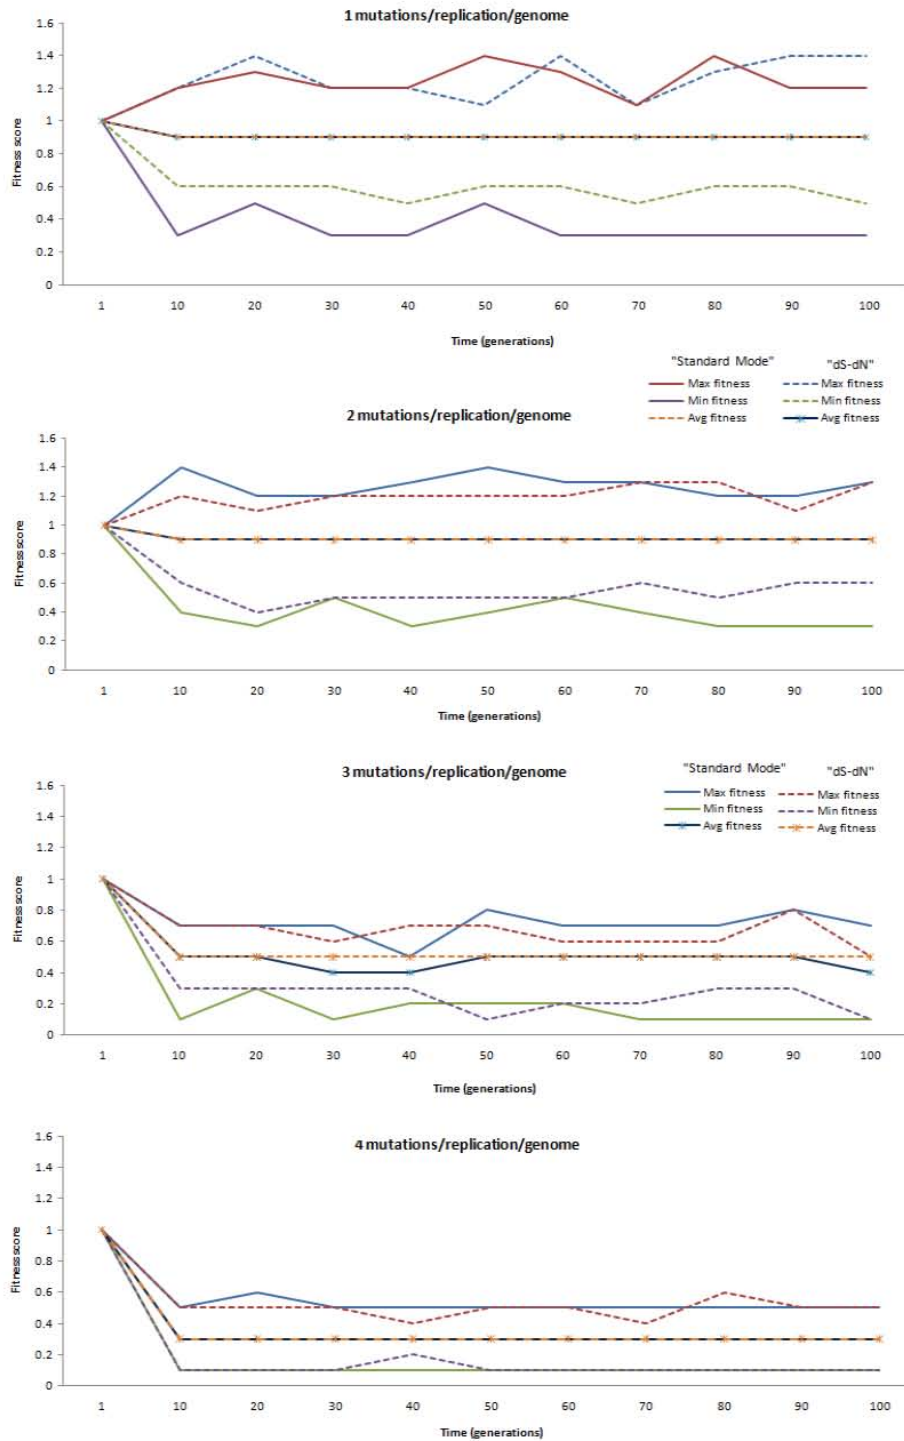 1 mutations/replication/genome
1.6
1.4
1.2
1
0.8
0.6
0.4
0.2
0
Fitness score
1 10 20 30 40 50 60 70 80 90 100
Time (generations)
"Standard Mode" "dS-dN"
Max fitness Max fitness
Min fitness Min fitness
Avg fitness Avg fitness
2 mutations/replication/genome
1.6
1.4
1.2
1
0.8
0.6
0.4
0.2
0
Fitness score
1 10 20 30 40 50 60 70 80 90 100
Time (generations)
3 mutations/replication/genome
"Standard Mode" "dS-dN"
Max fitness Max fitness
Min fitness Min fitness
Avg fitness Avg fitness
1.6
1.4
1.2
1
0.8
0.6
0.4
0.2
0
Fitness score
1 10 20 30 40 50 60 70 80 90 100
Time (generations)
4 mutations/replication/genome
1.6
1.4
1.2
1
0.8
0.6
0.4
0.2
0
Fitness score
1 10 20 30 40 50 60 70 80 90 100
Time (generations)